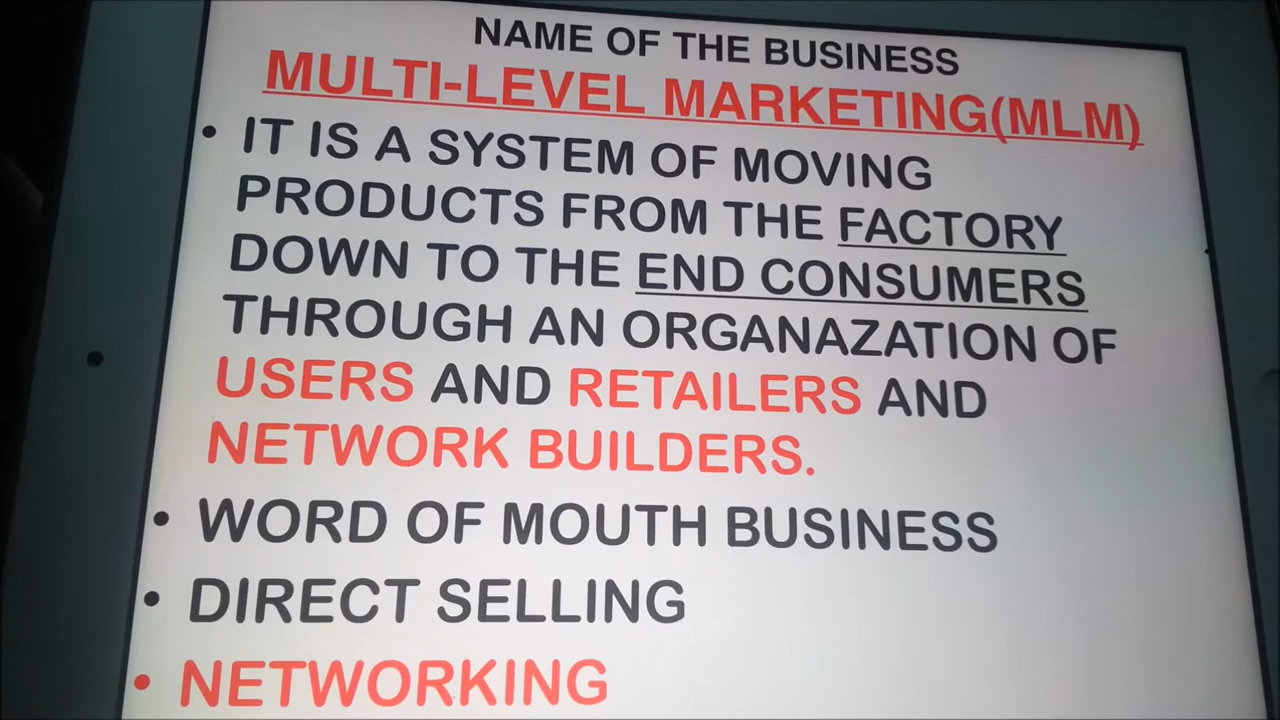 NAME OF THE BUSINESS
MULTI-LEVEL MARKETING(MLM)
• IT IS A SYSTEM OF MOVING
PRODUCTS FROM THE FACTORY
DOWN TO THE END CONSUMERS
THROUGH AN ORGANAZATION OF
USERS AND RETAILERS AND
NETWORK BUILDERS.
• WORD OF MOUTH BUSINESS
• DIRECT SELLING
• NETWORKING